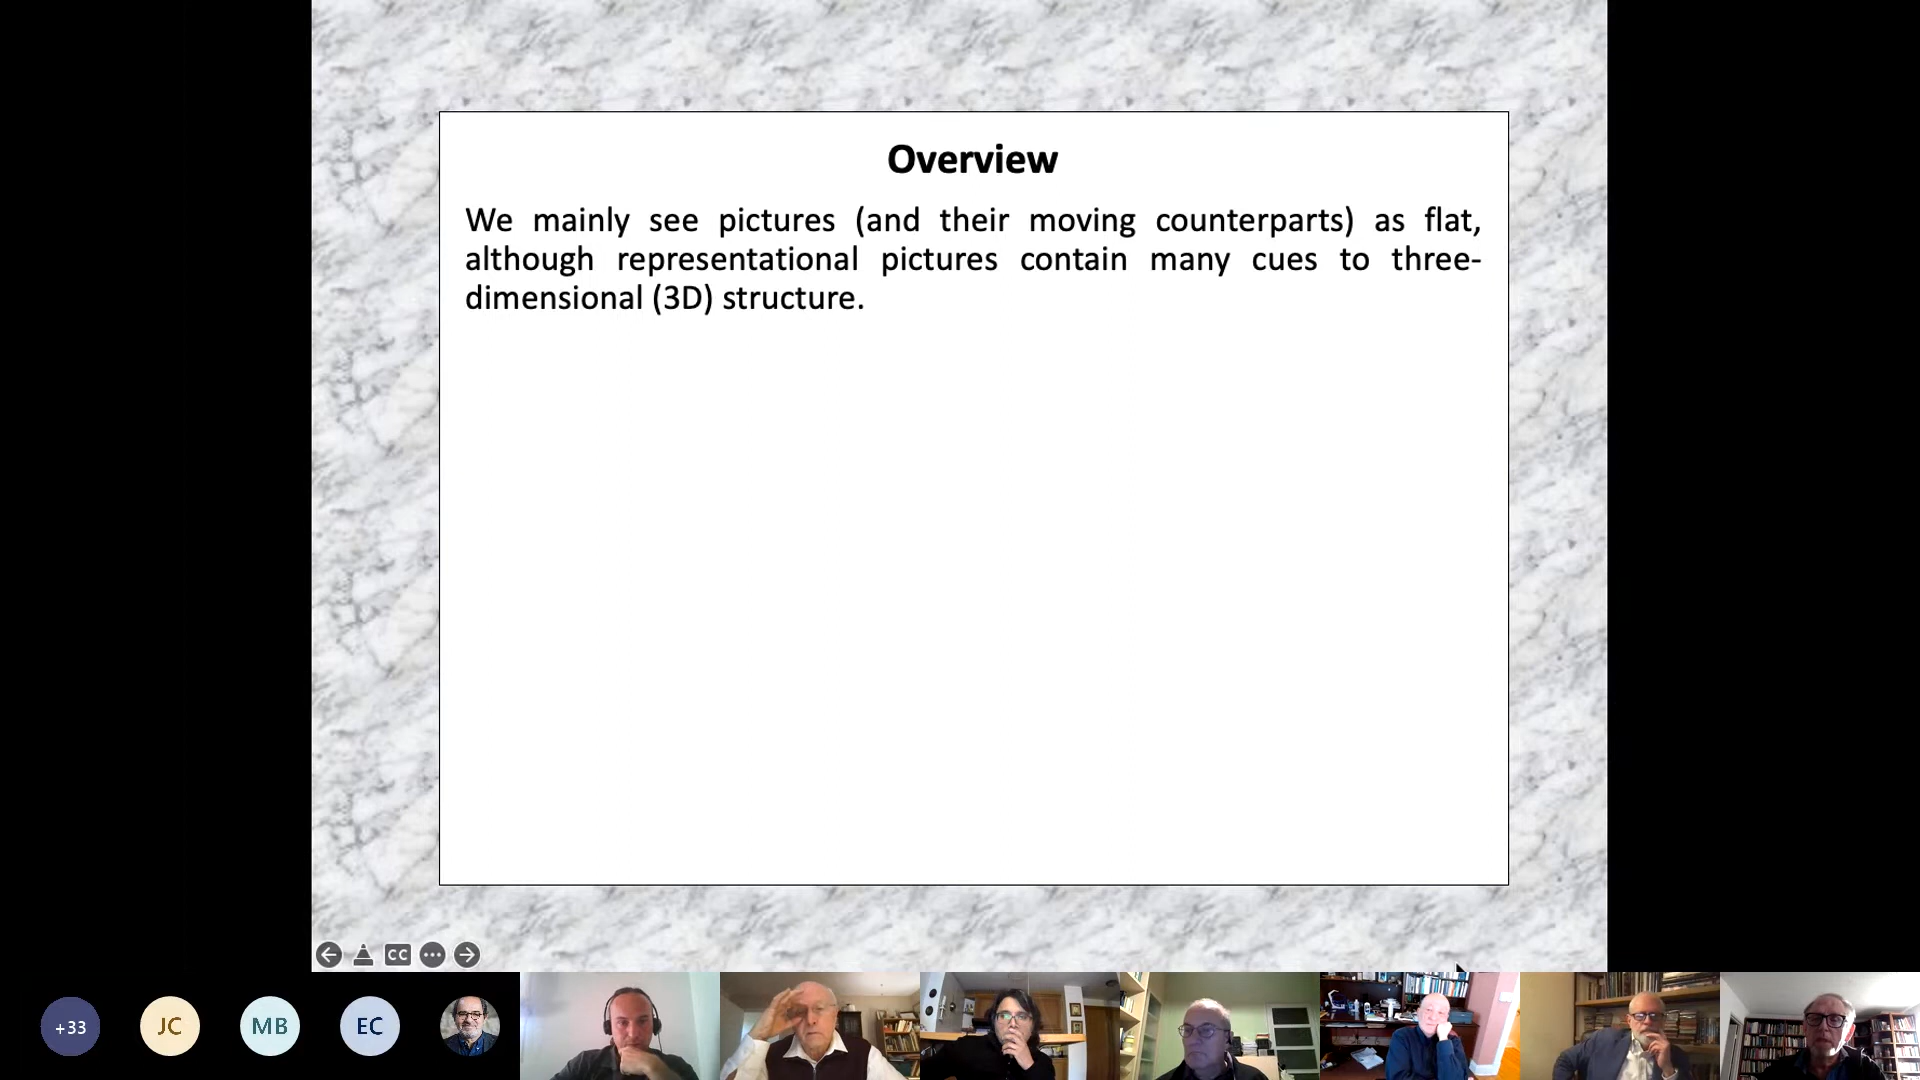 Overview
We mainly see pictures (and their moving counterparts) as flat,
although representational pictures contain many cues to three-
dimensional (3D) structure.
CC
+33
JC
MB
EC